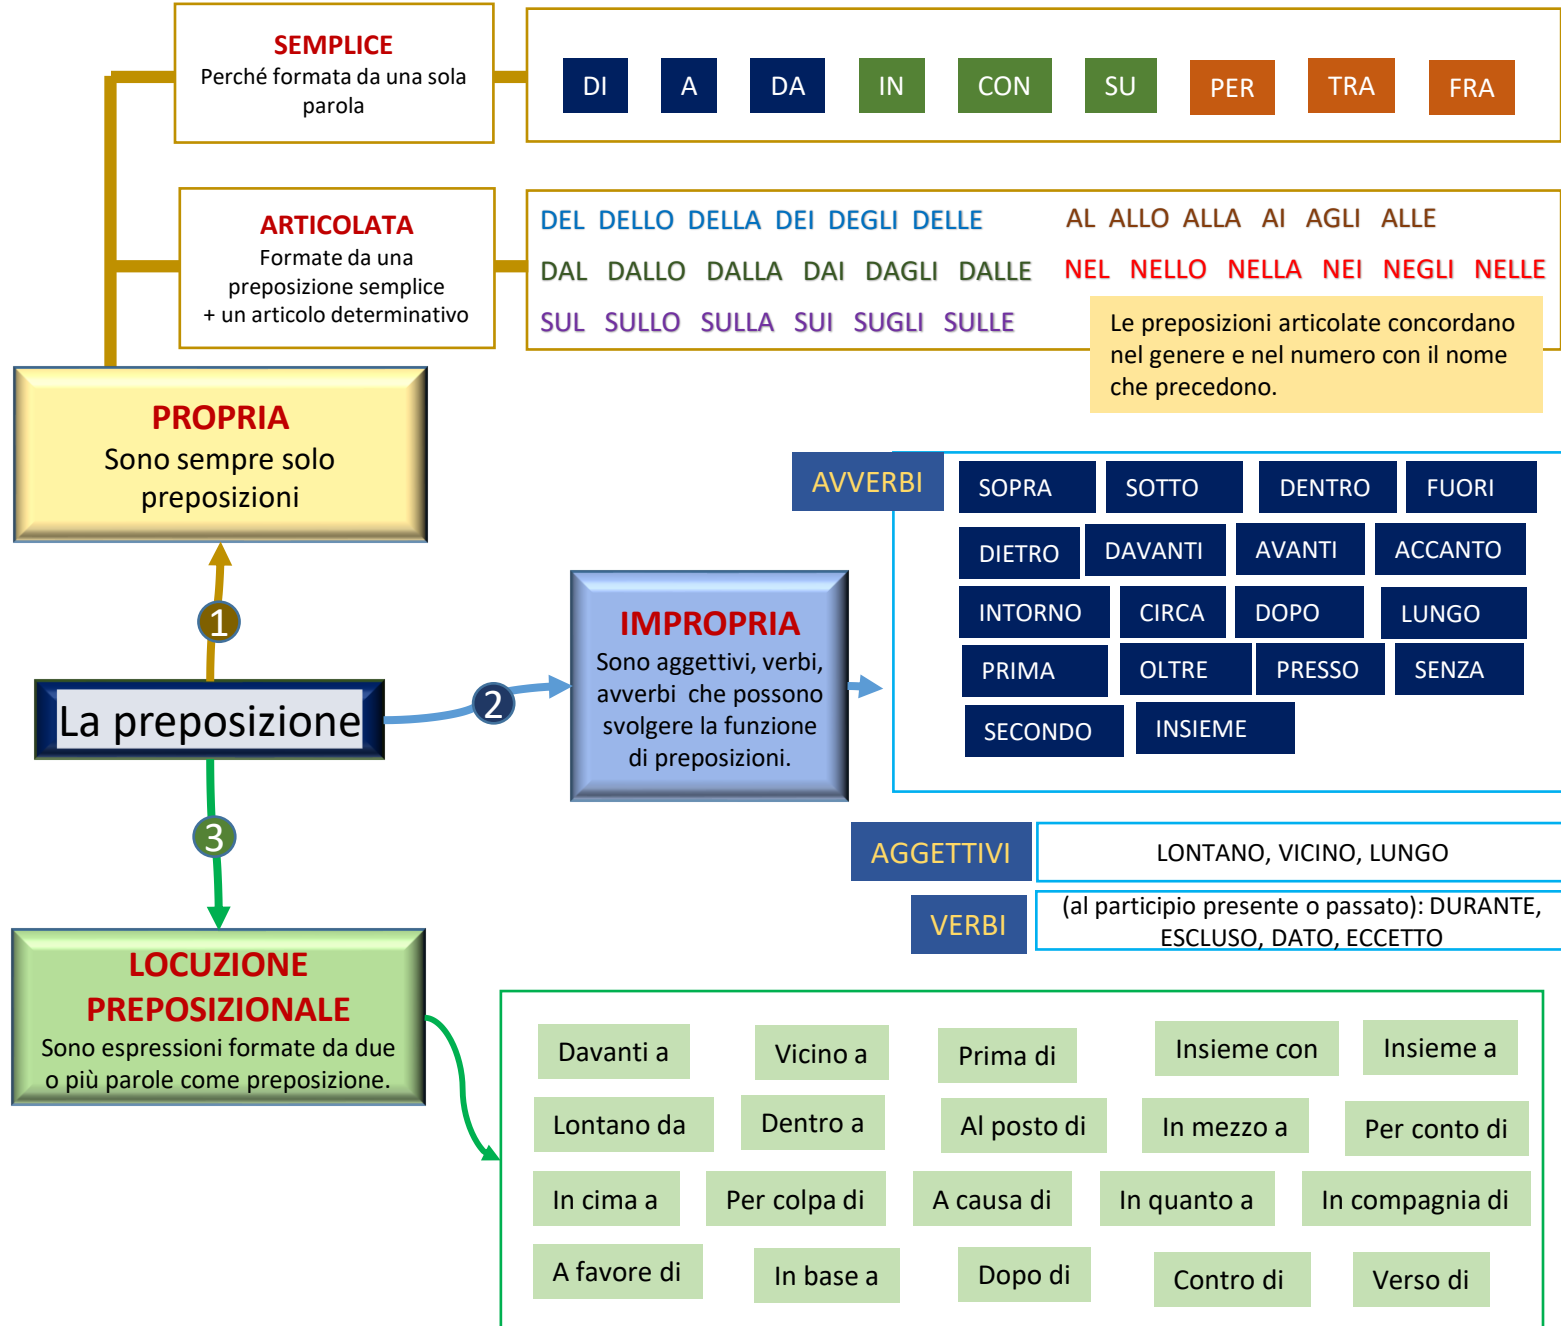 SEMPLICE
Perché formata da una sola
parola
DI A DA IN CON SU PER TRA FRA
ARTICOLATA
Formate da una
preposizione semplice
+ un articolo determinativo
DEL DELLO DELLA DEI DEGLI DELLE
AL ALLO ALLA AI AGLI ALLE
DAL DALLO DALLA DAI DAGLI DALLE
NEL NELLO NELLA NEI NEGLI NELLE
SUL SULLO SULLA SUI SUGLI SULLE
Le preposizioni articolate concordano
nel genere e nel numero con il nome
che precedono.
PROPRIA
Sono sempre solo
preposizioni
1
La preposizione
2
IMPROPRIA
Sono aggettivi, verbi,
avverbi che possono
svolgere la funzione
di preposizioni.
AVVERBI
SOPRA SOTTO DENTRO FUORI
DIETRO DAVANTI AVANTI ACCANTO
INTORNO CIRCA DOPO LUNGO
PRIMA OLTRE PRESSO SENZA
SECONDO INSIEME
AGGETTIVI
LONTANO, VICINO, LUNGO
VERBI
(al participio presente o passato): DURANTE,
ESCLUSO, DATO, ECCETTO
3
LOCUZIONE
PREPOSIZIONALE
Sono espressioni formate da due
o più parole come preposizione.
Davanti a Vicino a Prima di Insieme con Insieme a
Lontano da Dentro a Al posto di In mezzo a Per conto di
In cima a Per colpa di A causa di In quanto a In compagnia di
A favore di In base a Dopo di Contro di Verso di